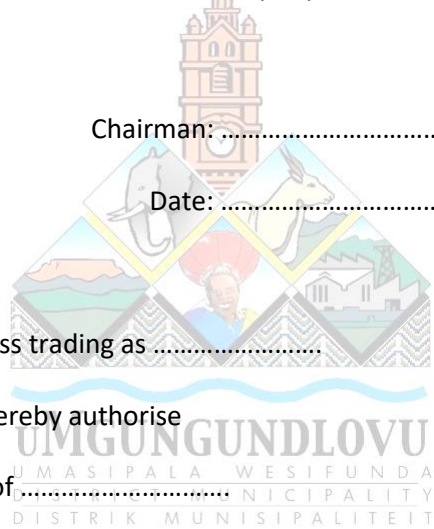 Chairman: ........................................
Date: ........................................
ss trading as ........................
ereby authorise
UMGUNGUNDLOVU
UMASIPALA WESIFUNDA
of ..............................
DISTRICT MUNICIPALITY
DISTRIK MUNISIPALITEIT